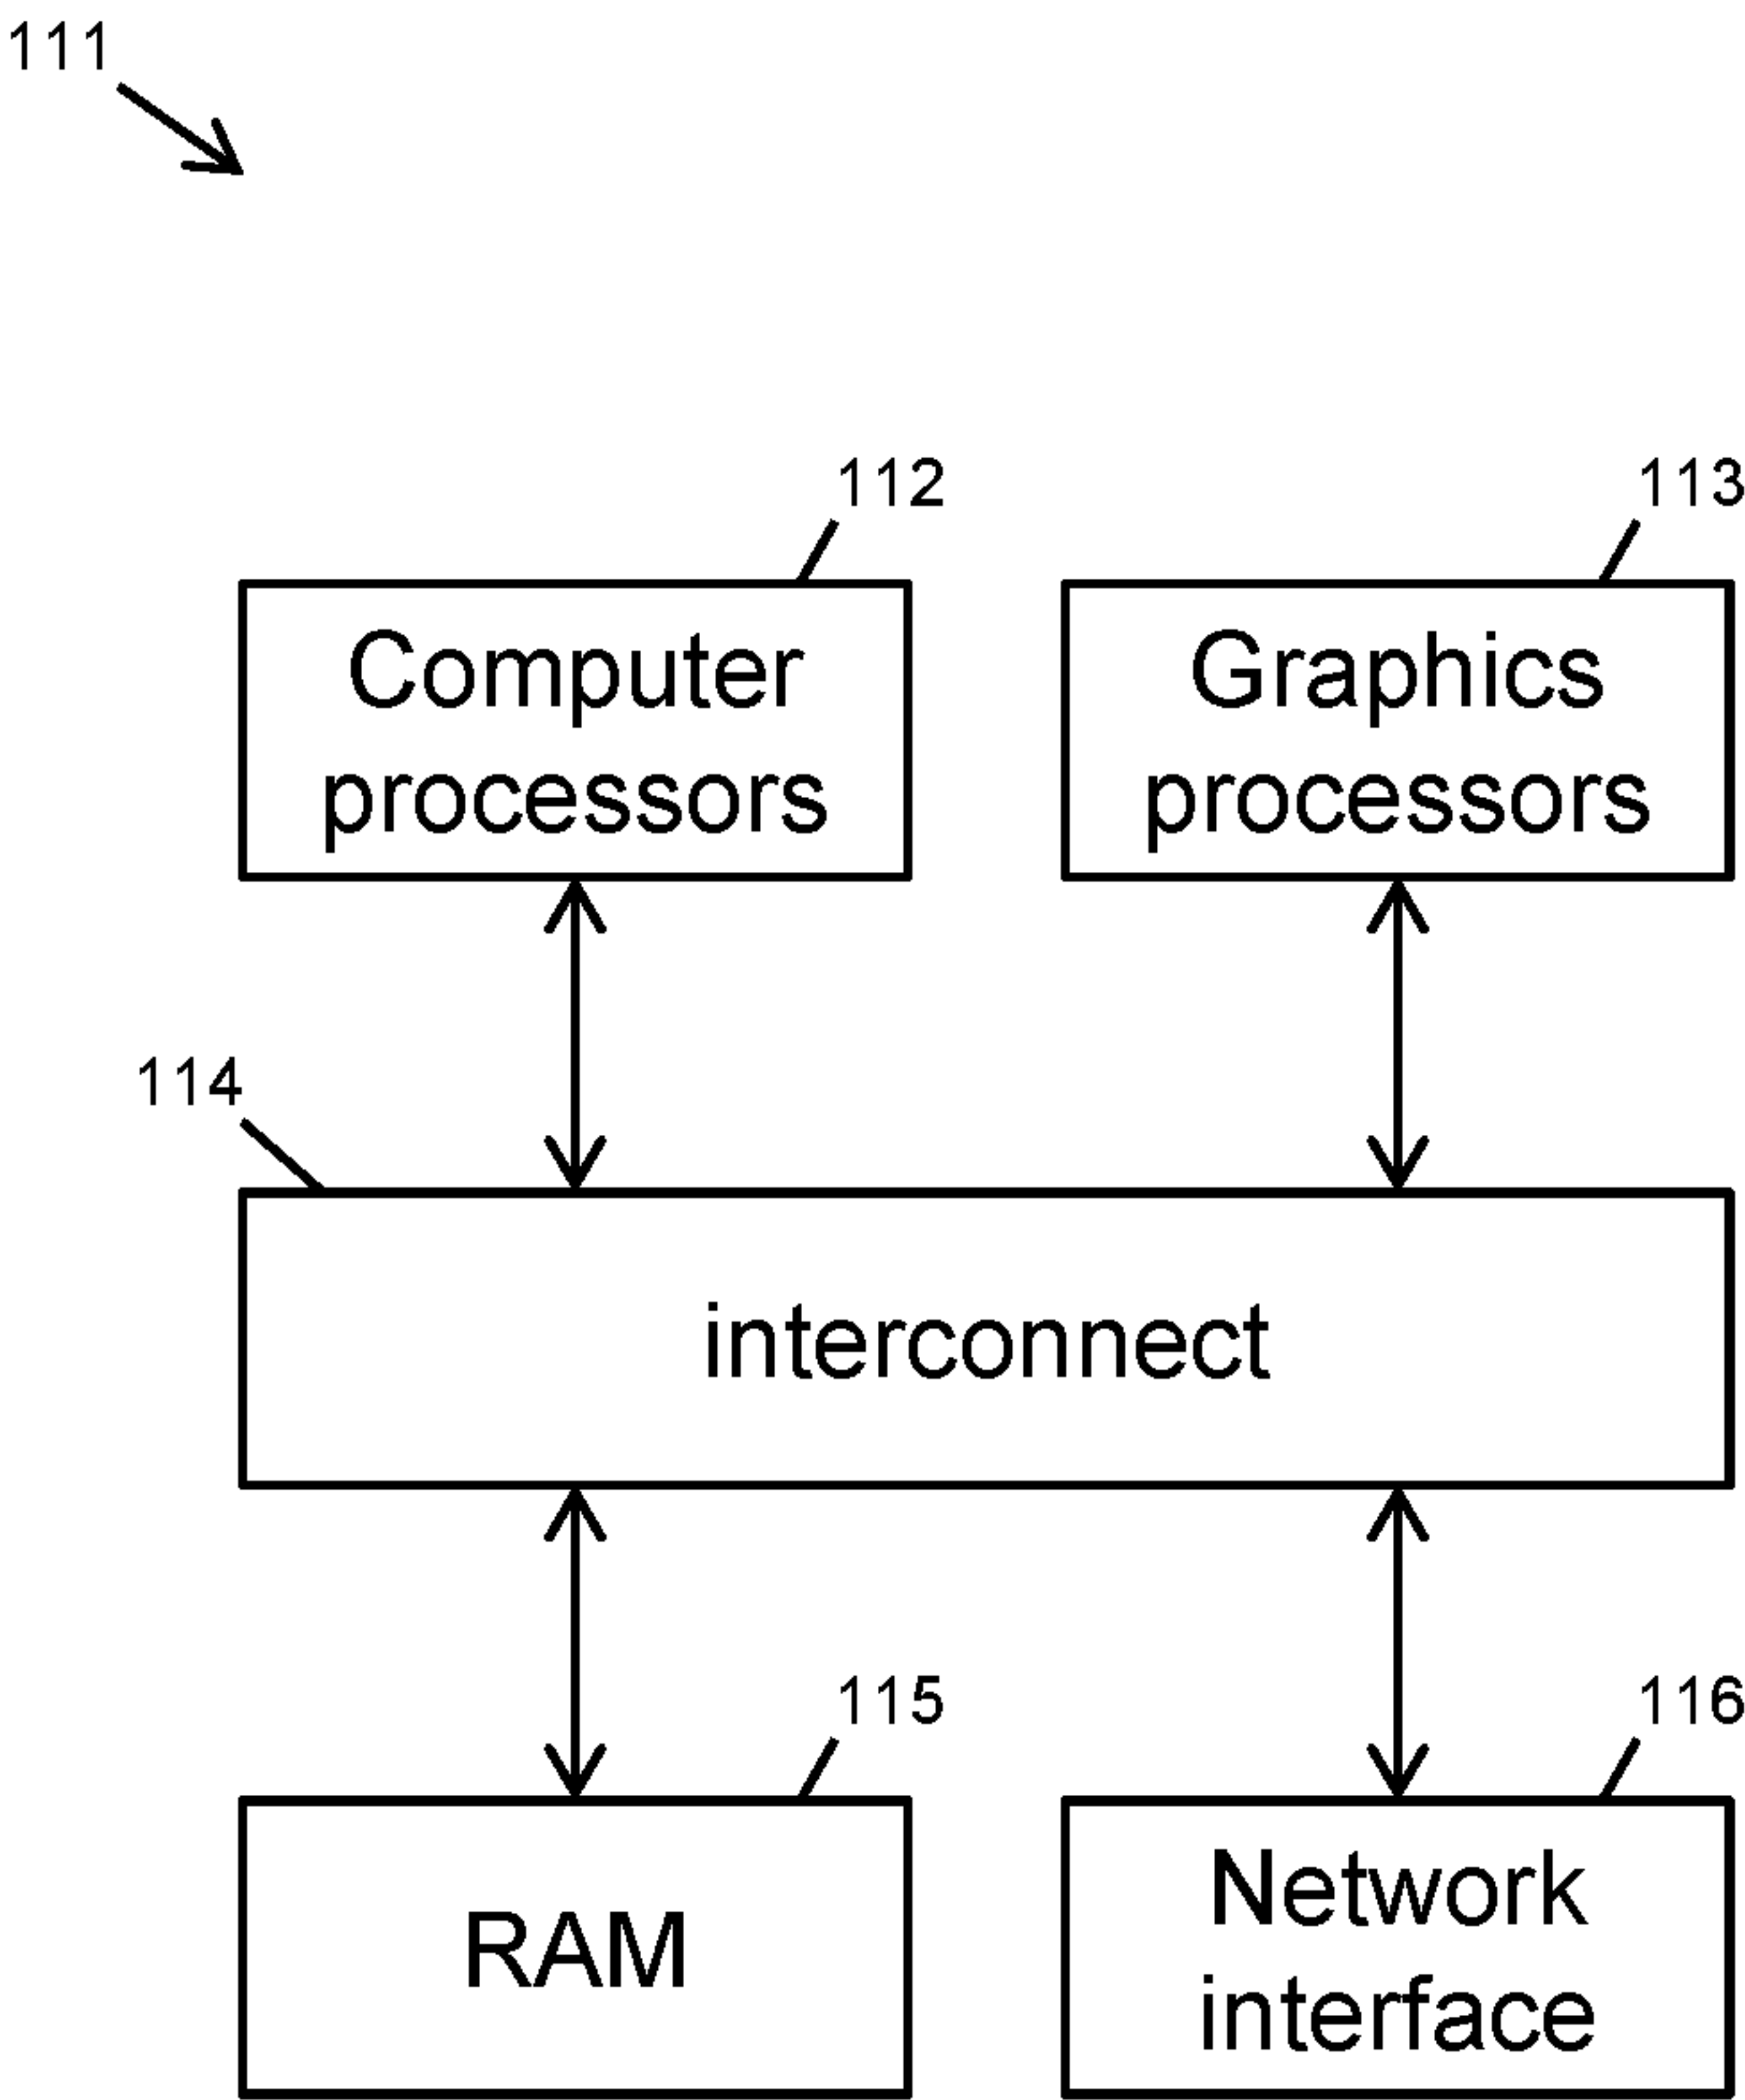 111
112
113
Computer
processors
Graphics
processors
114
interconnect
115
116
RAM
Network
interface